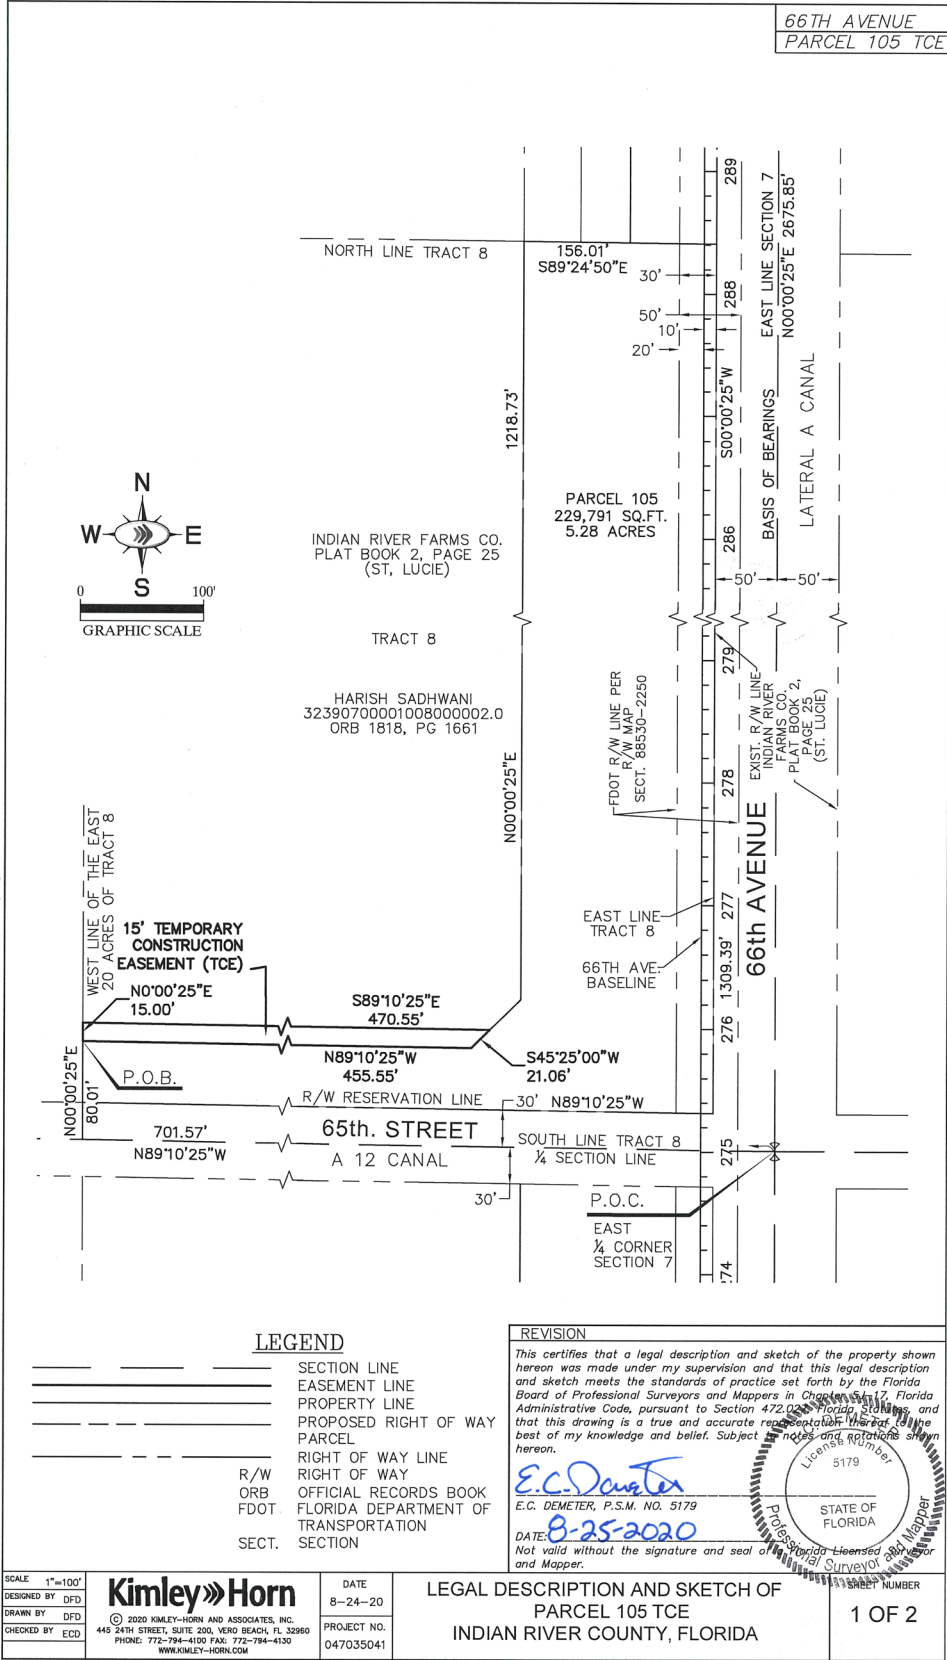 66TH AVENUE
PARCEL 105 TCE
NORTH LINE TRACT 8
156.01'
S89°24'50"E
30'
50'
10'
20'
289
288
S00°00'25"W
286
EAST LINE SECTION 7
N00°00'25"E 2675.85'
BASIS OF BEARINGS
LATERAL A CANAL
1218.73'
N
W E
S
0 100'
GRAPHIC SCALE
INDIAN RIVER FARMS CO.
PLAT BOOK 2, PAGE 25
(ST, LUCIE)
PARCEL 105
229,791 SQ.FT.
5.28 ACRES
50' 50'
TRACT 8
HARISH SADHWANI
32390700001008000002.0
ORB 1818, PG 1661
N00°00'25"E
FDOT R/W LINE PER
R/W MAP
SECT. 88530-2250
279
278
277
1309.39'
276
EXIST. R/W LINE
INDIAN RIVER
FARMS CO.
PLAT BOOK 2,
PAGE 25
(ST. LUCIE)
66th AVENUE
WEST LINE OF THE EAST
20 ACRES OF TRACT 8
15' TEMPORARY
CONSTRUCTION
EASEMENT (TCE)
EAST LINE
TRACT 8
66TH AVE.
BASELINE
N0°00'25"E
15.00'
S89°10'25"E
470.55'
N89°10'25"W
455.55'
S45°25'00"W
21.06'
P.O.B.
N00°00'25"E
80.01'
R/W RESERVATION LINE
30' N89°10'25"W
701.57'
N89°10'25"W
65th. STREET
A 12 CANAL
SOUTH LINE TRACT 8
1/4 SECTION LINE
275
30'
P.O.C.
EAST
1/4 CORNER
SECTION 7
274
LEGEND
SECTION LINE
EASEMENT LINE
PROPERTY LINE
PROPOSED RIGHT OF WAY
PARCEL
RIGHT OF WAY LINE
R/W RIGHT OF WAY
ORB OFFICIAL RECORDS BOOK
FDOT FLORIDA DEPARTMENT OF
TRANSPORTATION
SECT. SECTION
REVISION
This certifies that a legal description and sketch of the property shown
hereon was made under my supervision and that this legal description
and sketch meets the standards of practice set forth by the Florida
Board of Professional Surveyors and Mappers in Chapter 5J-17, Florida
Administrative Code, pursuant to Section 472.027 Florida Statutes, and
that this drawing is a true and accurate representation thereof to the
best of my knowledge and belief. Subject to notes and notations shown
hereon.
E.C. Demeter
E.C. DEMETER, P.S.M. NO. 5179
DATE: 8-25-2020
Not valid without the signature and seal of a Florida Licensed Surveyor
and Mapper.
E.C. DEMETER
License Number
5179
STATE OF
FLORIDA
Professional Surveyor and Mapper
SCALE 1"=100'
DESIGNED BY DFD
DRAWN BY DFD
CHECKED BY ECD
Kimley»Horn
© 2020 KIMLEY-HORN AND ASSOCIATES, INC.
445 24TH STREET, SUITE 200, VERO BEACH, FL 32960
PHONE: 772-794-4100 FAX: 772-794-4130
WWW.KIMLEY-HORN.COM
DATE
8-24-20
PROJECT NO.
047035041
LEGAL DESCRIPTION AND SKETCH OF
PARCEL 105 TCE
INDIAN RIVER COUNTY, FLORIDA
SHEET NUMBER
1 OF 2